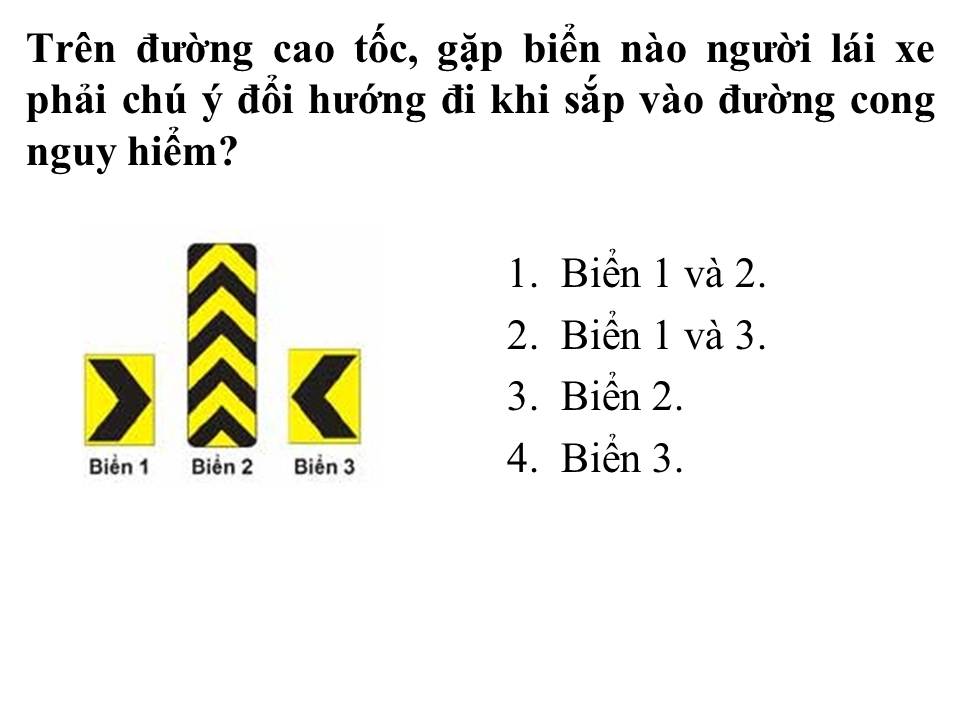 Trên đường cao tốc, gặp biển nào người lái xe
phải chú ý đổi hướng đi khi sắp vào đường cong
nguy hiểm?
1. Biển 1 và 2.
2. Biển 1 và 3.
3. Biển 2.
4. Biển 3.
Biển 1 Biển 2 Biển 3